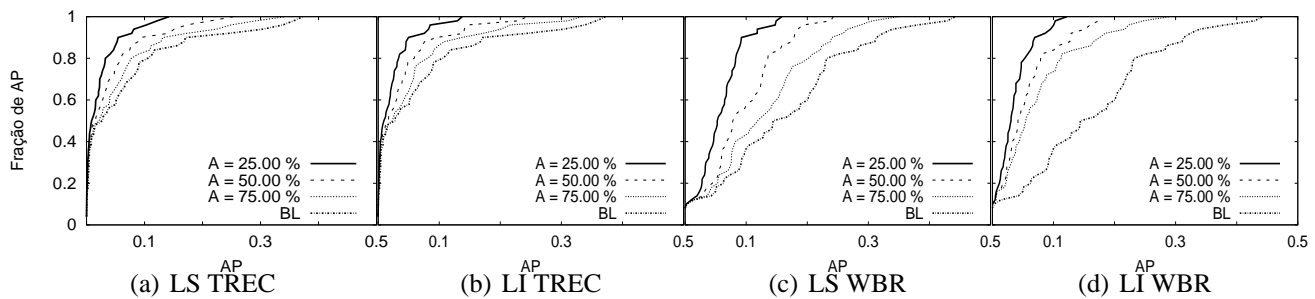 Fração de AP
1
0.8
0.6
0.4
0.2
0
A = 25.00 %
A = 50.00 %
A = 75.00 %
BL
0.1 0.3 0.5
AP
(a) LS TREC
A = 25.00 %
A = 50.00 %
A = 75.00 %
BL
0.1 0.3 0.5
AP
(b) LI TREC
A = 25.00 %
A = 50.00 %
A = 75.00 %
BL
0.1 0.3 0.5
AP
(c) LS WBR
A = 25.00 %
A = 50.00 %
A = 75.00 %
BL
0.1 0.3 0.5
AP
(d) LI WBR